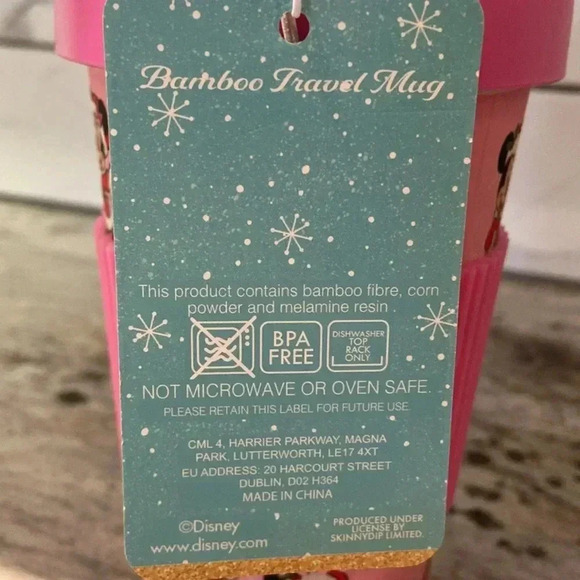 Bamboo Travel Mug
This product contains bamboo fibre, corn
powder and melamine resin
BPA
FREE
DISHWASHER
TOP
RACK
ONLY
NOT MICROWAVE OR OVEN SAFE.
PLEASE RETAIN THIS LABEL FOR FUTURE USE.
CML 4, HARRIER PARKWAY, MAGNA
PARK, LUTTERWORTH, LE17 4XT
EU ADDRESS: 20 HARCOURT STREET
DUBLIN, D02 H364
MADE IN CHINA
©Disney
www.disney.com
PRODUCED UNDER
LICENSE BY
SKINNYDIP LIMITED.